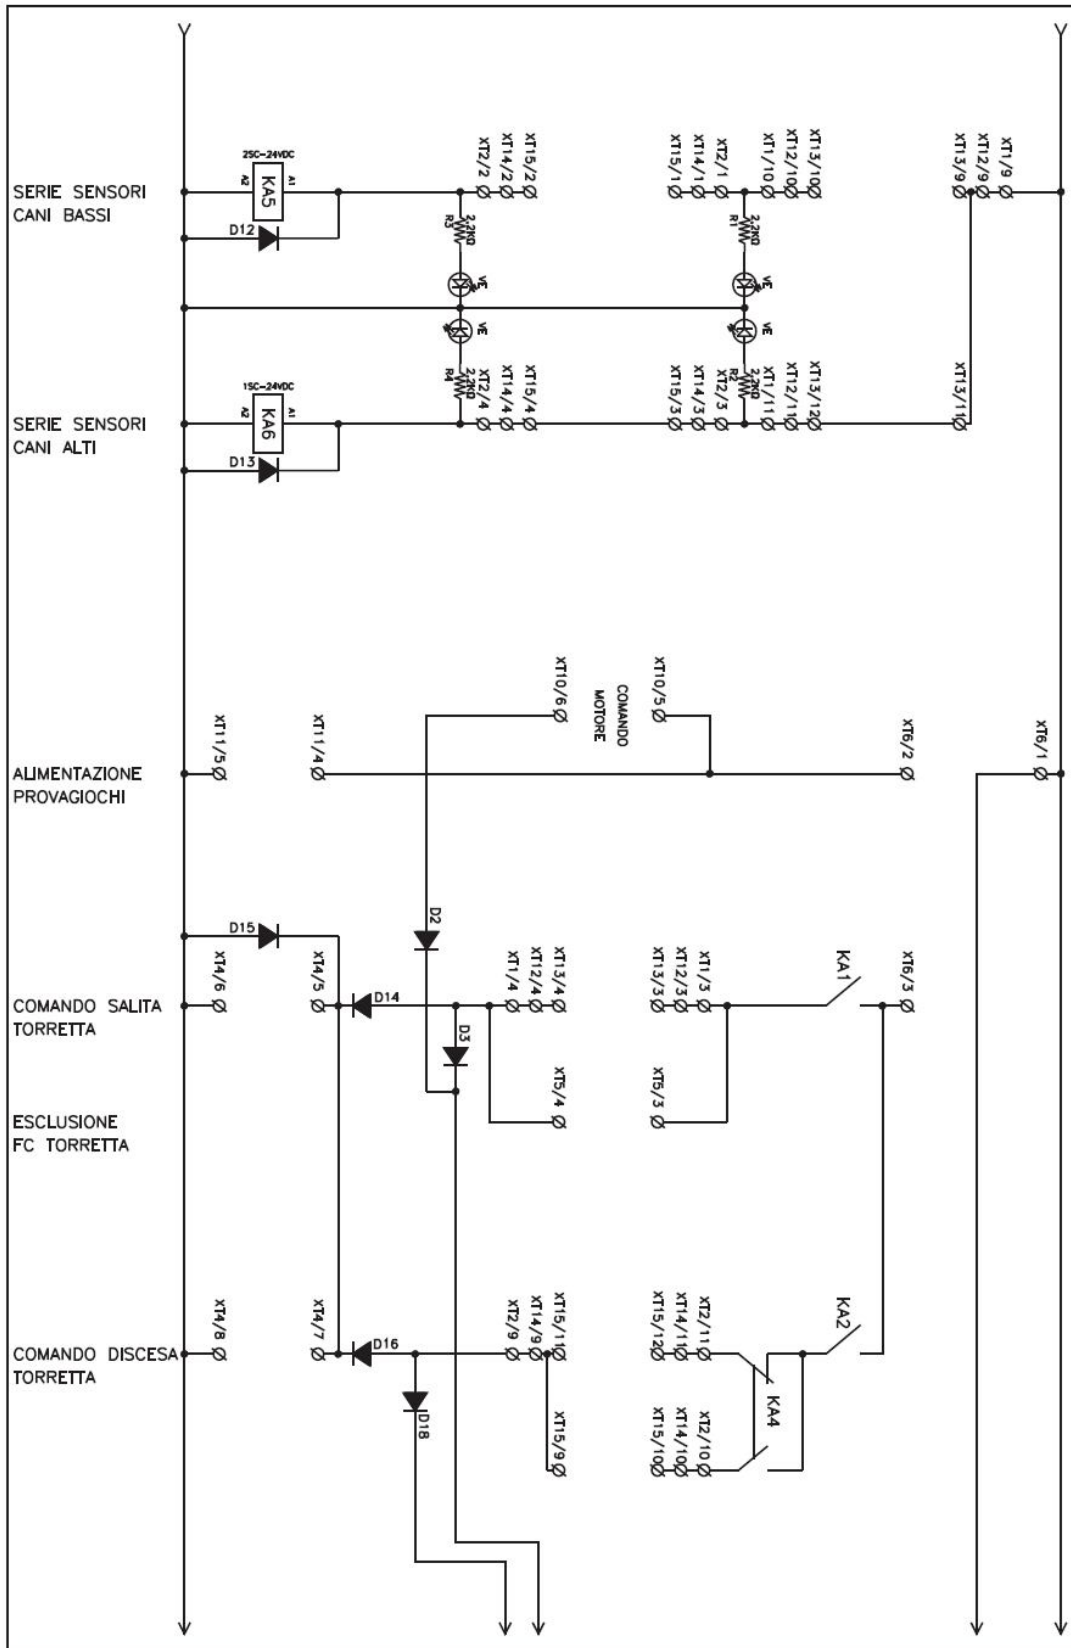 SERIE SENSORI
CANI BASSI
2SC-24VDC
A2
KA5
A1
D12
XT2/2
XT14/2
XT15/2
XT15/1
XT14/1
XT2/1
XT1/10
XT12/10
XT13/10
XT13/9
XT12/9
XT1/9
R3
2,2KΩ
R1
2,2KΩ
VE
VE
VE
VE
R4
2,2KΩ
R2
2,2KΩ
SERIE SENSORI
CANI ALTI
1SC-24VDC
A2
KA6
A1
D13
XT2/4
XT14/4
XT15/4
XT15/3
XT14/3
XT2/3
XT1/11
XT12/11
XT13/12
XT13/11
ALIMENTAZIONE
PROVAGIOCHI
XT11/5
XT11/4
XT10/6
COMANDO
MOTORE
XT10/5
XT6/2
XT6/1
D15
D2
COMANDO SALITA
TORRETTA
XT4/6
XT4/5
D14
D3
XT1/4
XT12/4
XT13/4
XT13/3
XT12/3
XT1/3
KA1
XT6/3
ESCLUSIONE
FC TORRETTA
XT5/4
XT5/3
COMANDO DISCESA
TORRETTA
XT4/8
XT4/7
D16
D18
XT2/9
XT14/9
XT15/11
XT15/12
XT14/11
XT2/11
KA2
KA4
XT15/9
XT15/10
XT14/10
XT2/10